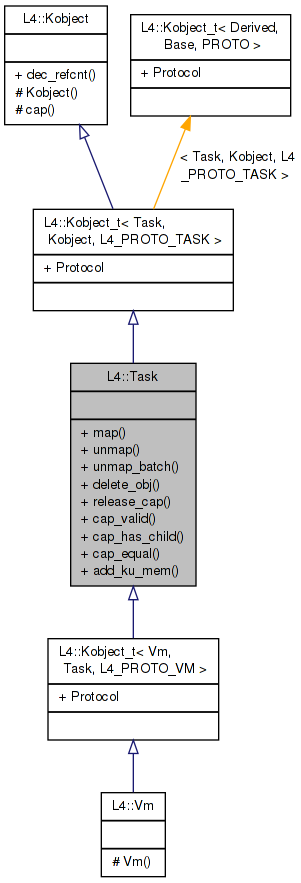 L4::Kobject
+ dec_refcnt()
# Kobject()
# cap()
L4::Kobject_t< Derived,
Base, PROTO >
+ Protocol
< Task, Kobject, L4
_PROTO_TASK >
L4::Kobject_t< Task,
Kobject, L4_PROTO_TASK >
+ Protocol
L4::Task
+ map()
+ unmap()
+ unmap_batch()
+ delete_obj()
+ release_cap()
+ cap_valid()
+ cap_has_child()
+ cap_equal()
+ add_ku_mem()
L4::Kobject_t< Vm,
Task, L4_PROTO_VM >
+ Protocol
L4::Vm
# Vm()